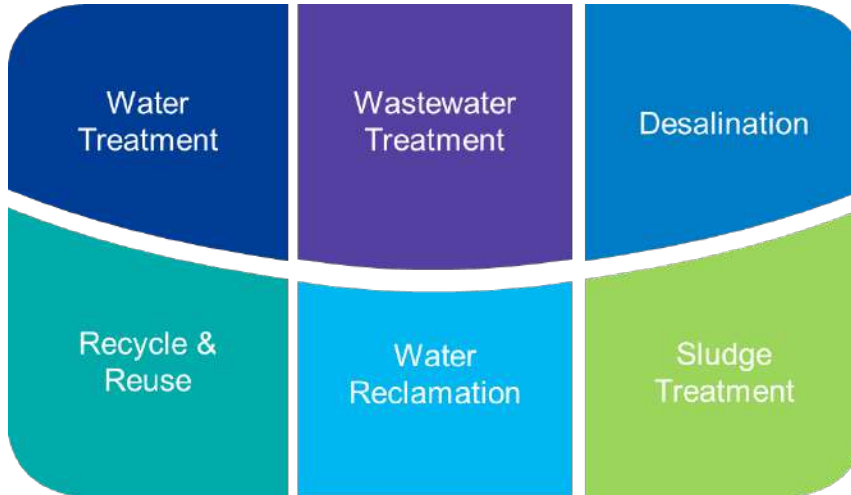 Water
Treatment
Wastewater
Treatment
Desalination
Recycle &
Reuse
Water
Reclamation
Sludge
Treatment